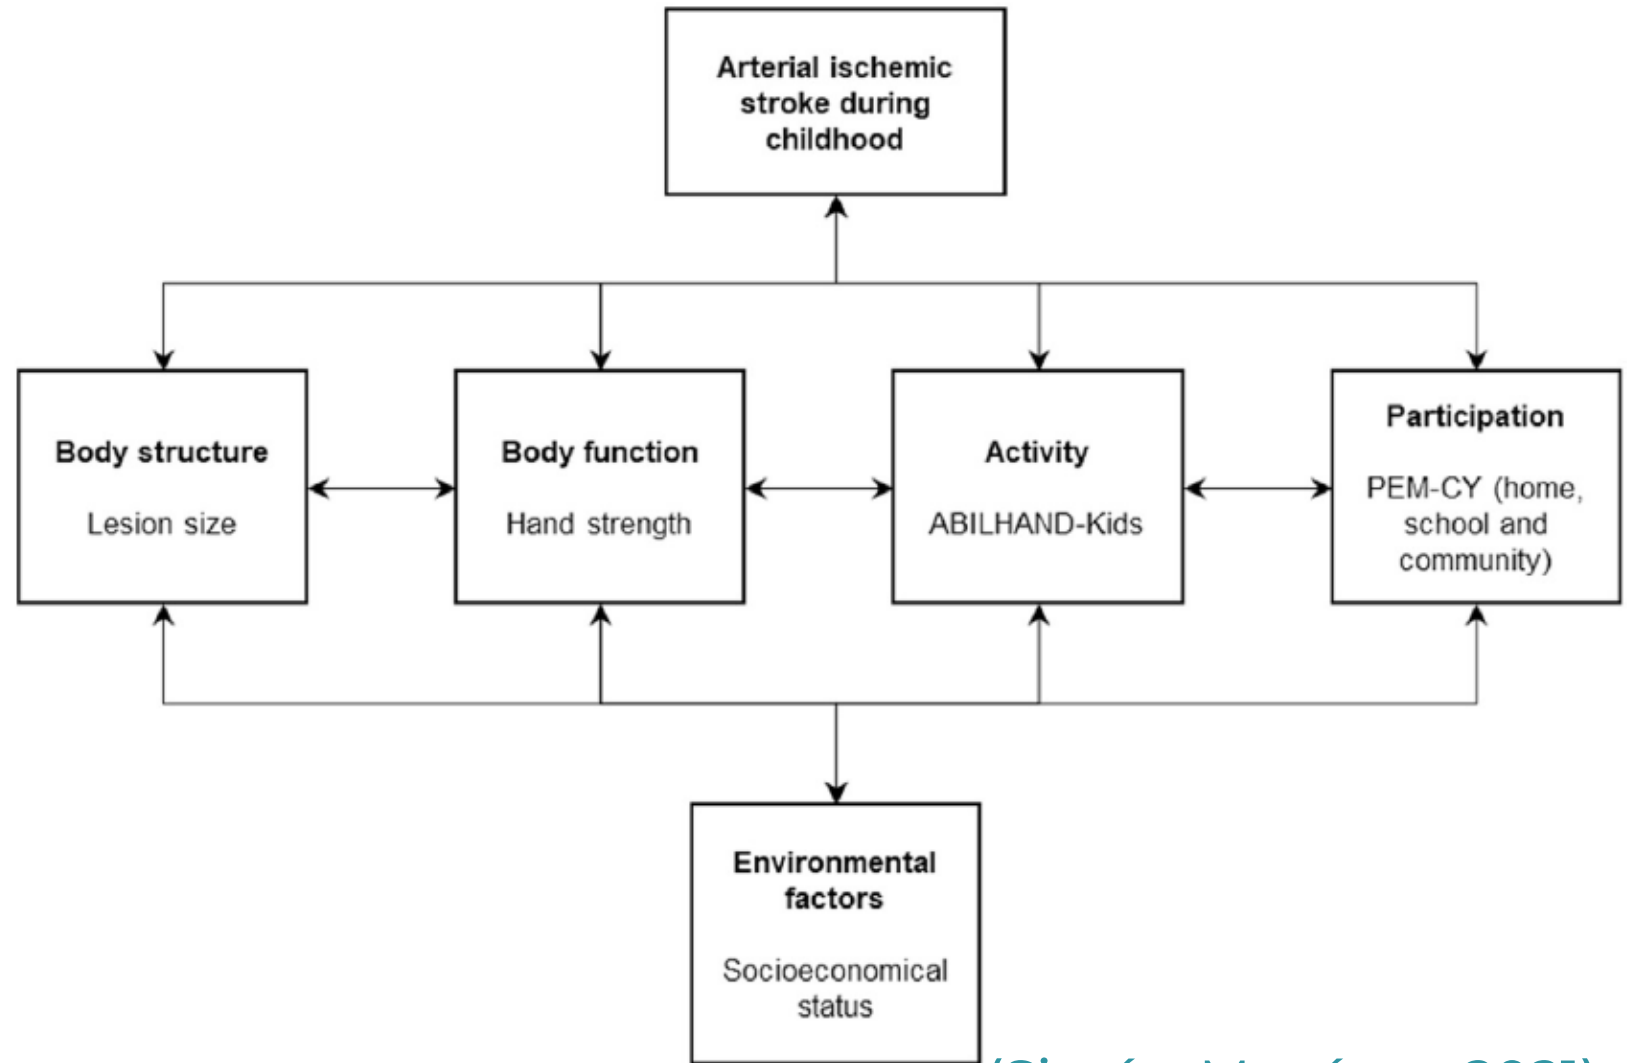 Arterial ischemic
stroke during
childhood
Body structure
Lesion size
Body function
Hand strength
Activity
ABILHAND-Kids
Participation
PEM-CY (home,
school and
community)
Environmental
factors
Socioeconomical
status